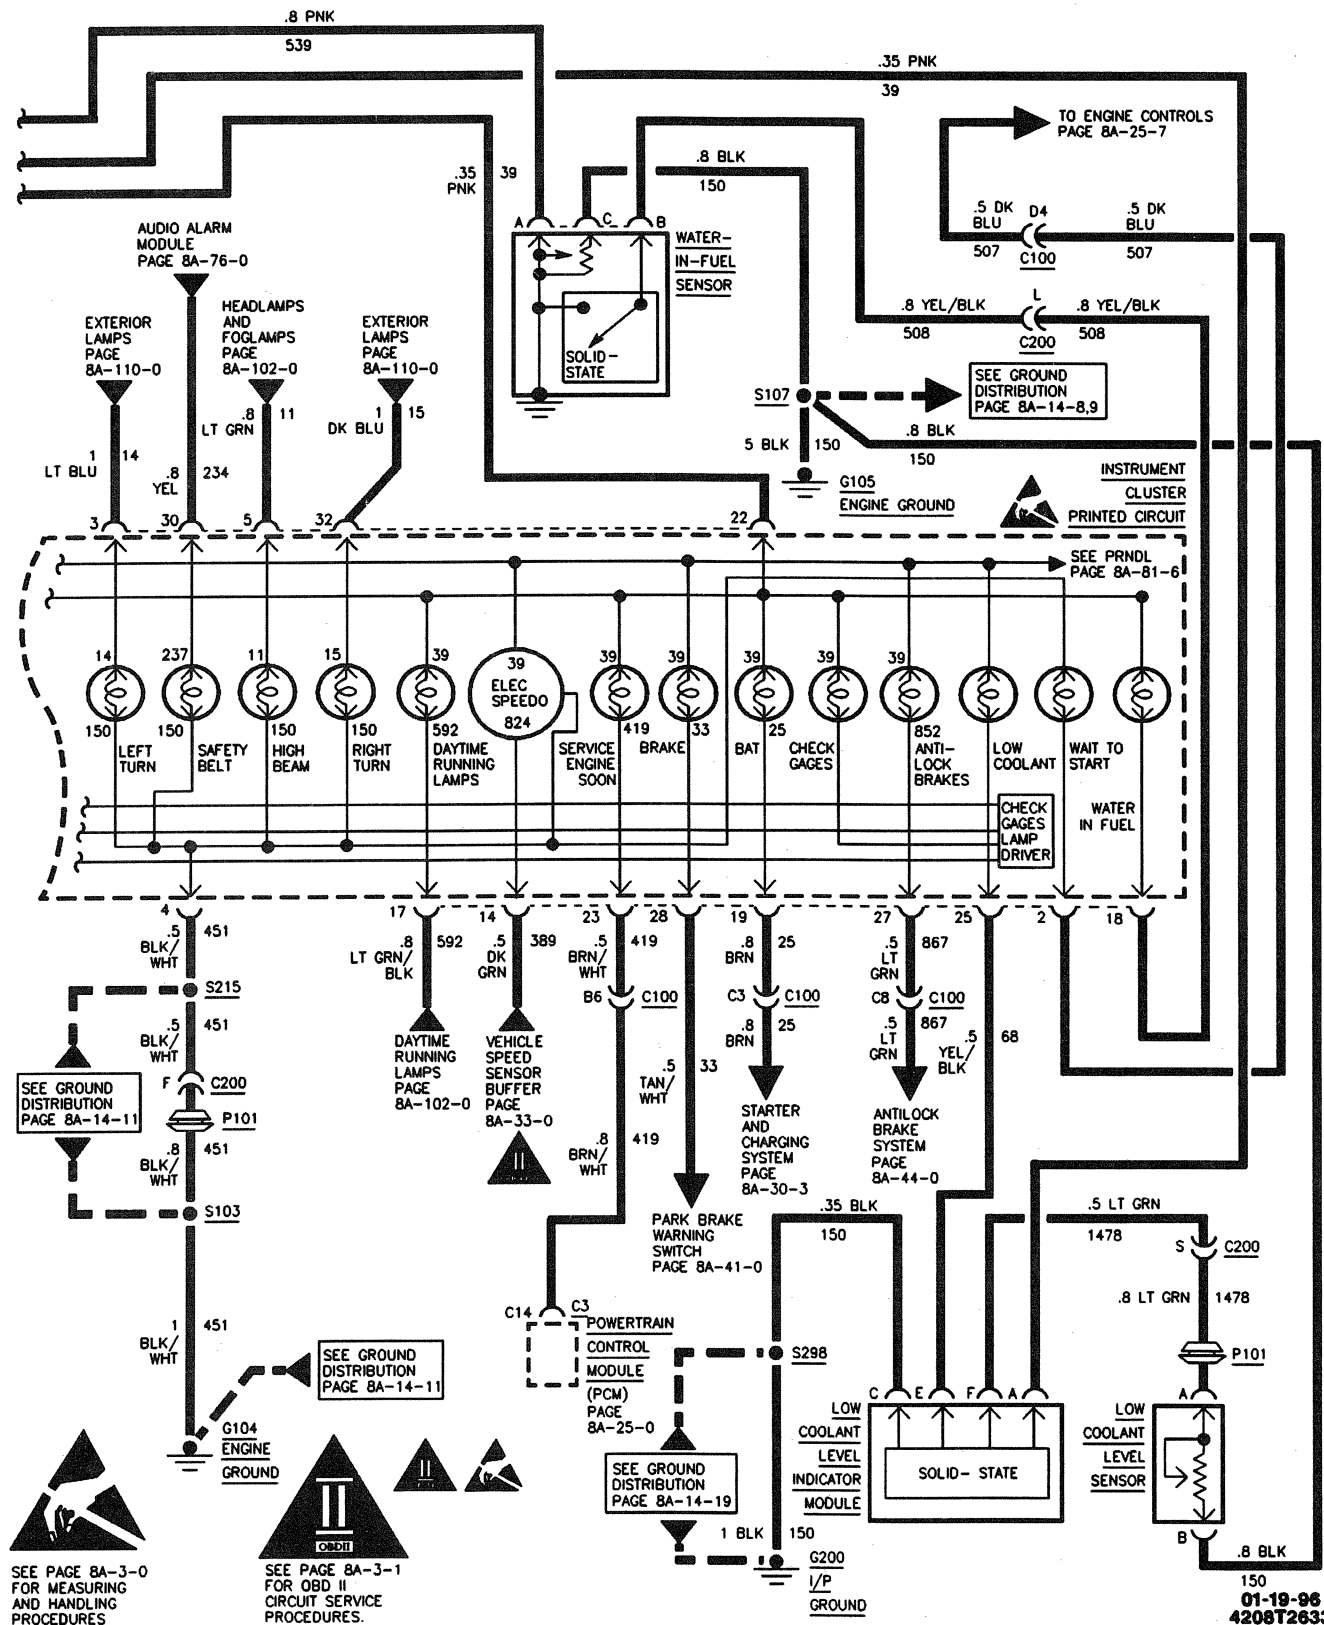 .8 PNK
539
.35 PNK
39
TO ENGINE CONTROLS
PAGE 8A-25-7
.8 BLK
150
.35
PNK
39
.5 DK
BLU
D4
.5 DK
BLU
507
C100
507
A
C
B
WATER-
IN-FUEL
SENSOR
AUDIO ALARM
MODULE
PAGE 8A-76-0
L
.8 YEL/BLK
.8 YEL/BLK
508
C200
508
EXTERIOR
LAMPS
PAGE
8A-110-0
HEADLAMPS
AND
FOGLAMPS
PAGE
8A-102-0
EXTERIOR
LAMPS
PAGE
8A-110-0
SOLID-
STATE
S107
SEE GROUND
DISTRIBUTION
PAGE 8A-14-8,9
1
LT BLU
14
.8
YEL
234
.8
LT GRN
11
1
DK BLU
15
5 BLK
150
.8 BLK
150
G105
ENGINE GROUND
INSTRUMENT
CLUSTER
PRINTED CIRCUIT
3
30
5
32
22
SEE PRNDL
PAGE 8A-81-6
14
237
11
15
39
39
39
39
39
39
39
ELEC
SPEEDO
824
150
150
150
150
592
419
33
25
852
LEFT
TURN
SAFETY
BELT
HIGH
BEAM
RIGHT
TURN
DAYTIME
RUNNING
LAMPS
SERVICE
ENGINE
SOON
BRAKE
BAT
CHECK
GAGES
ANTI-
LOCK
BRAKES
LOW
COOLANT
WAIT TO
START
WATER
IN FUEL
CHECK
GAGES
LAMP
DRIVER
4
17
14
23
28
19
27
25
2
18
.5
BLK/
WHT
451
.8
LT GRN/
BLK
592
.5
DK
GRN
389
.5
BRN/
WHT
419
.8
BRN
25
.5
LT
GRN
867
S215
B6
C100
C3
C100
C8
C100
.5
BLK/
WHT
451
DAYTIME
RUNNING
LAMPS
PAGE
8A-102-0
VEHICLE
SPEED
SENSOR
BUFFER
PAGE
8A-33-0
.8
BRN
25
.5
LT
GRN
867
.5
YEL/
BLK
68
SEE GROUND
DISTRIBUTION
PAGE 8A-14-11
F
C200
P101
.5
TAN/
WHT
33
STARTER
AND
CHARGING
SYSTEM
PAGE
8A-30-3
ANTILOCK
BRAKE
SYSTEM
PAGE
8A-44-0
.8
BLK/
WHT
451
.8
BRN/
WHT
419
II
S103
PARK BRAKE
WARNING
SWITCH
PAGE 8A-41-0
.35 BLK
150
.5 LT GRN
1478
S
C200
.8 LT GRN
1478
C14
C3
POWERTRAIN
CONTROL
MODULE
(PCM)
PAGE
8A-25-0
1
BLK/
WHT
451
SEE GROUND
DISTRIBUTION
PAGE 8A-14-11
S298
P101
C
E
F
A
A
LOW
COOLANT
LEVEL
INDICATOR
MODULE
LOW
COOLANT
LEVEL
SENSOR
G104
ENGINE
GROUND
SEE GROUND
DISTRIBUTION
PAGE 8A-14-19
SOLID- STATE
II
II
OBDII
1 BLK
150
B
G200
I/P
GROUND
.8 BLK
150
SEE PAGE 8A-3-0
FOR MEASURING
AND HANDLING
PROCEDURES
SEE PAGE 8A-3-1
FOR OBD II
CIRCUIT SERVICE
PROCEDURES.
01-19-96
4208T263